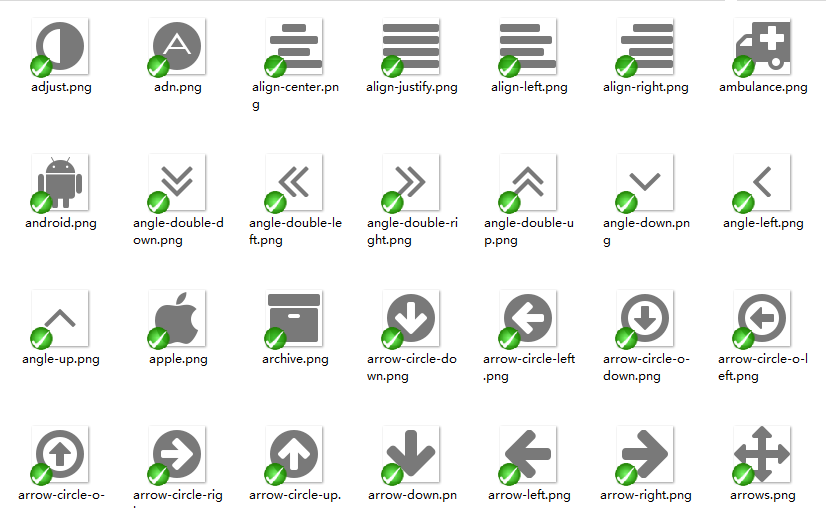 adjust.png
adn.png
align-center.pn
g
align-justify.png
align-left.png
align-right.png
ambulance.png
android.png
angle-double-d
own.png
angle-double-le
ft.png
angle-double-ri
ght.png
angle-double-u
p.png
angle-down.pn
g
angle-left.png
angle-up.png
apple.png
archive.png
arrow-circle-do
wn.png
arrow-circle-left
.png
arrow-circle-o-
down.png
arrow-circle-o-l
eft.png
arrow-circle-o-
arrow-circle-rig
arrow-circle-up.
arrow-down.pn
arrow-left.png
arrow-right.png
arrows.png